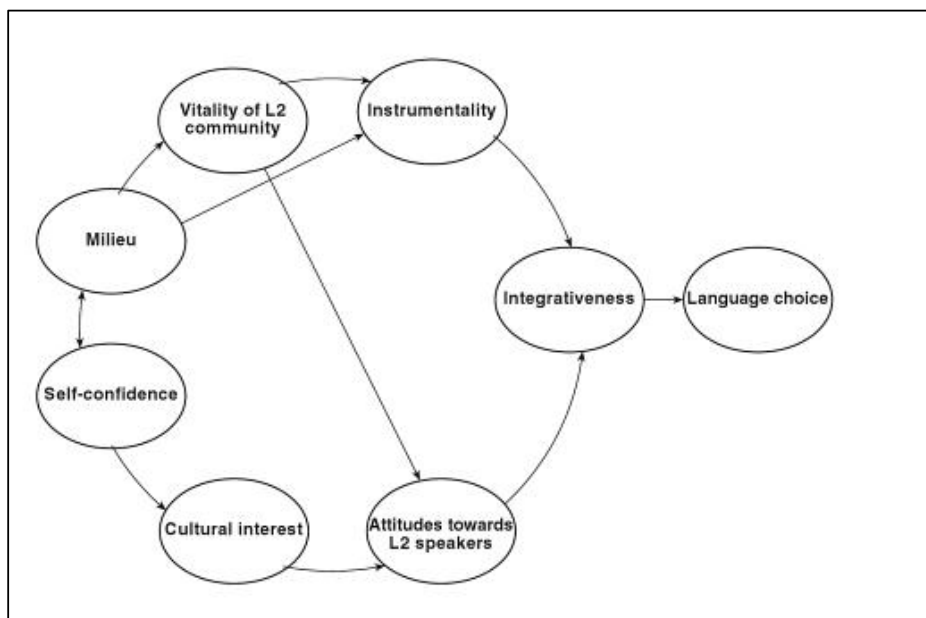 Vitality of L2
community
Instrumentality
Milieu
Integrativeness
Language choice
Self-confidence
Cultural interest
Attitudes towards
L2 speakers